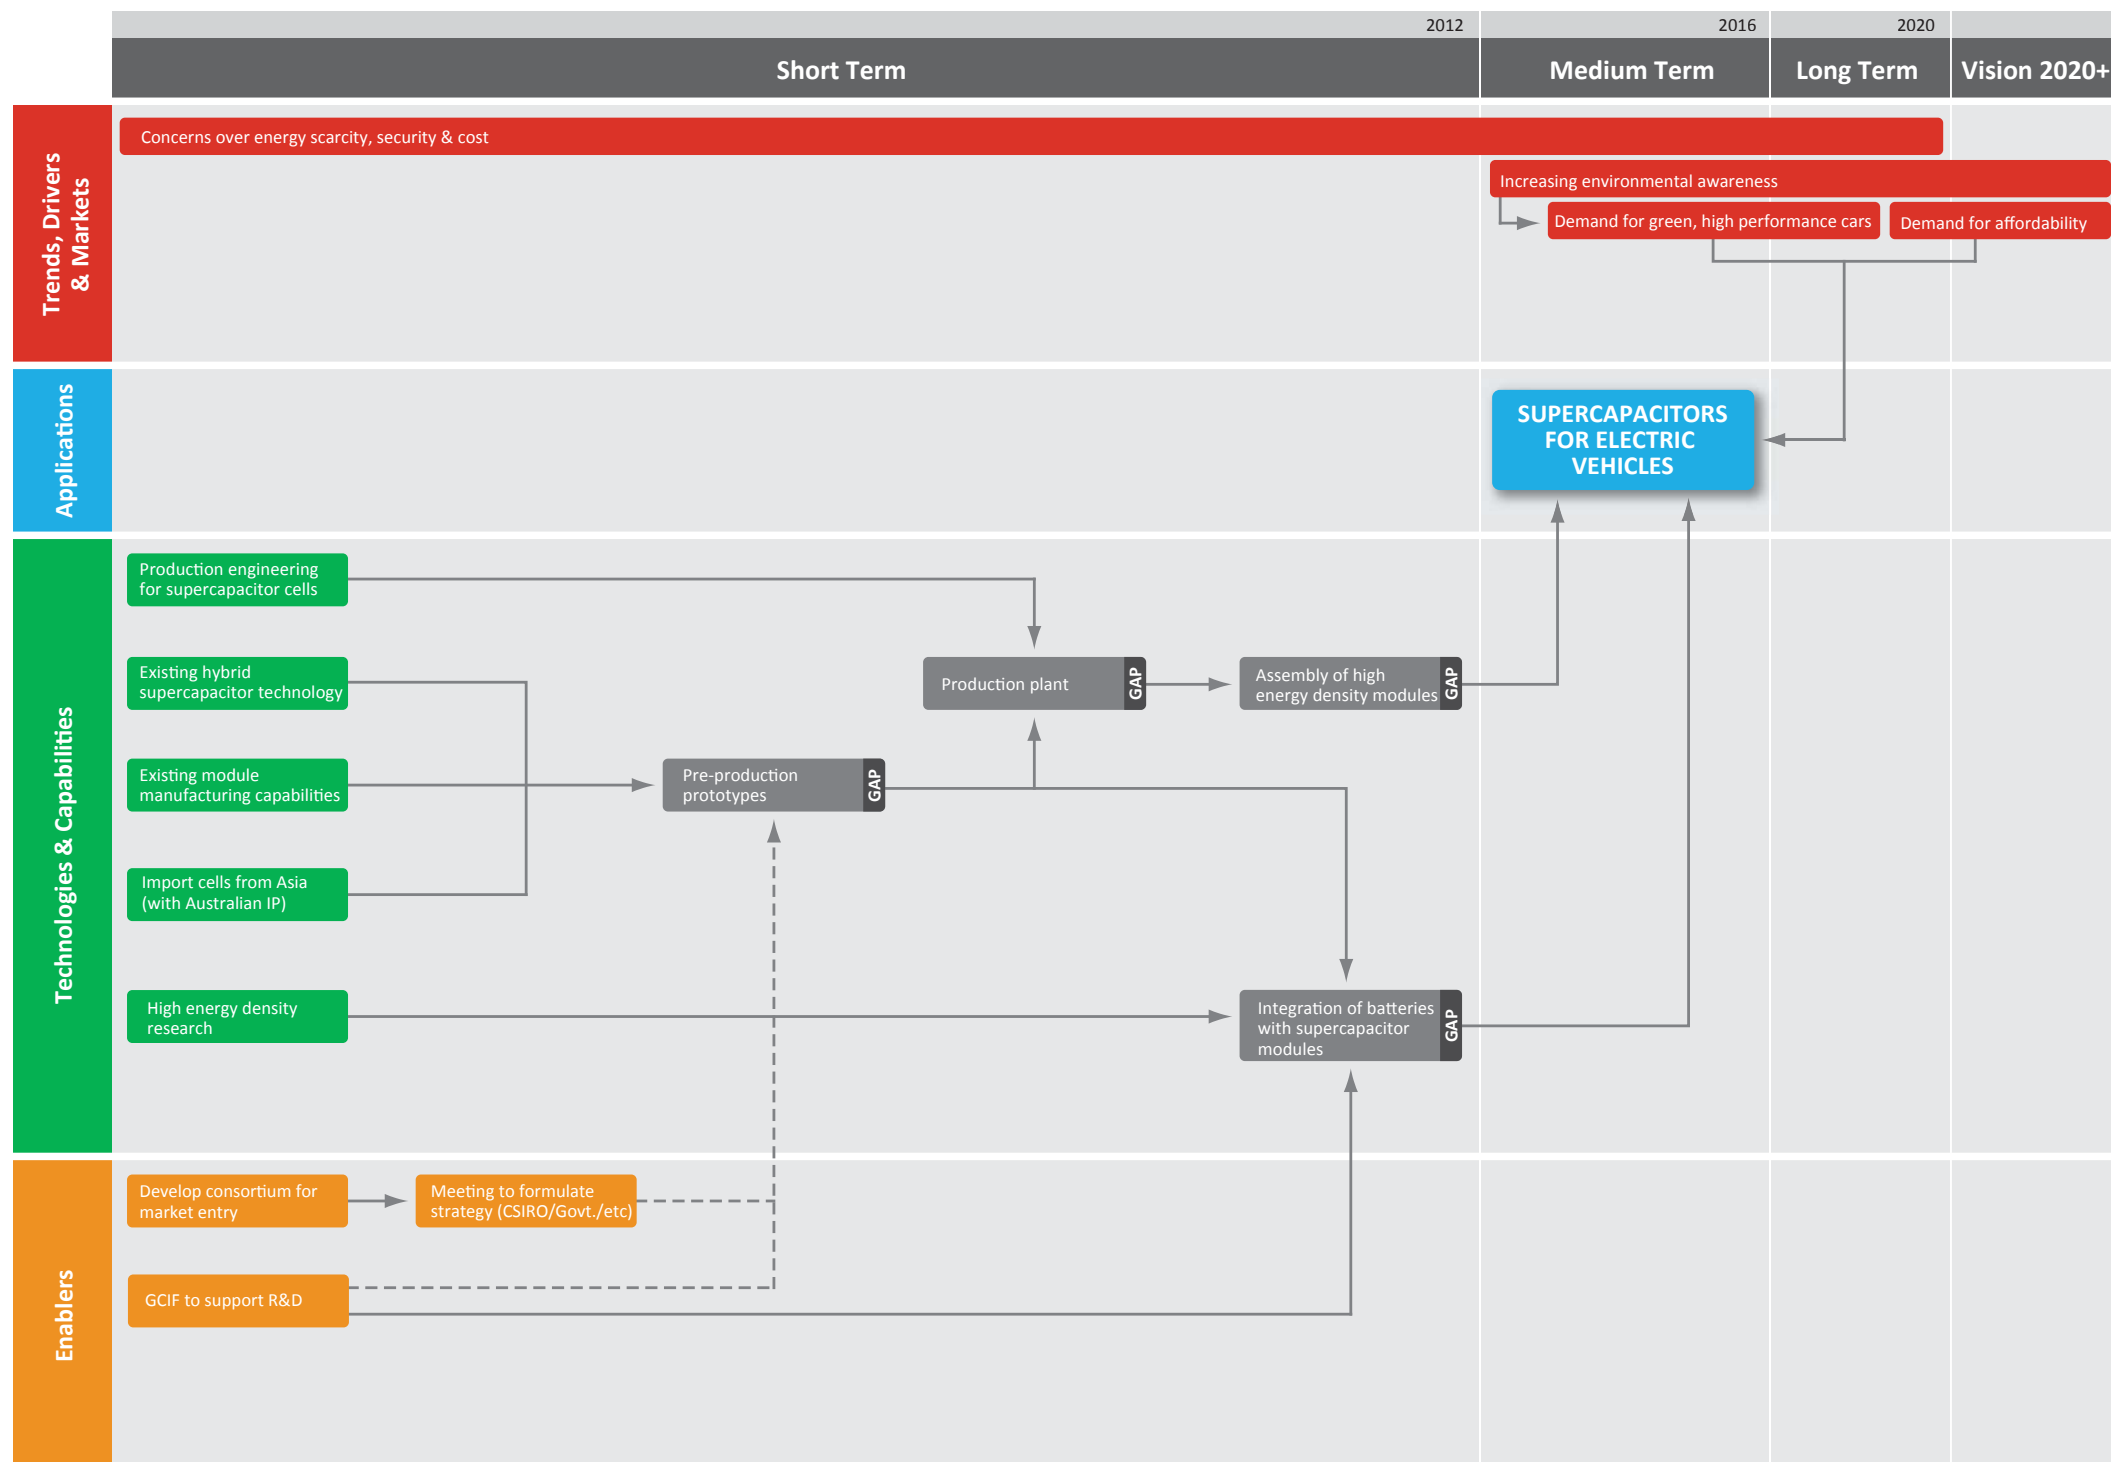 2012
2016
2020
Short Term
Medium Term
Long Term
Vision 2020+
Trends, Drivers
& Markets
Concerns over energy scarcity, security & cost
Increasing environmental awareness
Demand for green, high performance cars
Demand for affordability
Applications
SUPERCAPACITORS
FOR ELECTRIC
VEHICLES
Technologies & Capabilities
Production engineering
for supercapacitor cells
Existing hybrid
supercapacitor technology
Production plant
GAP
Assembly of high
energy density modules
GAP
Existing module
manufacturing capabilities
Pre-production
prototypes
GAP
Import cells from Asia
(with Australian IP)
High energy density
research
Integration of batteries
with supercapacitor
modules
GAP
Enablers
Develop consortium for
market entry
Meeting to formulate
strategy (CSIRO/Govt./etc)
GCIF to support R&D